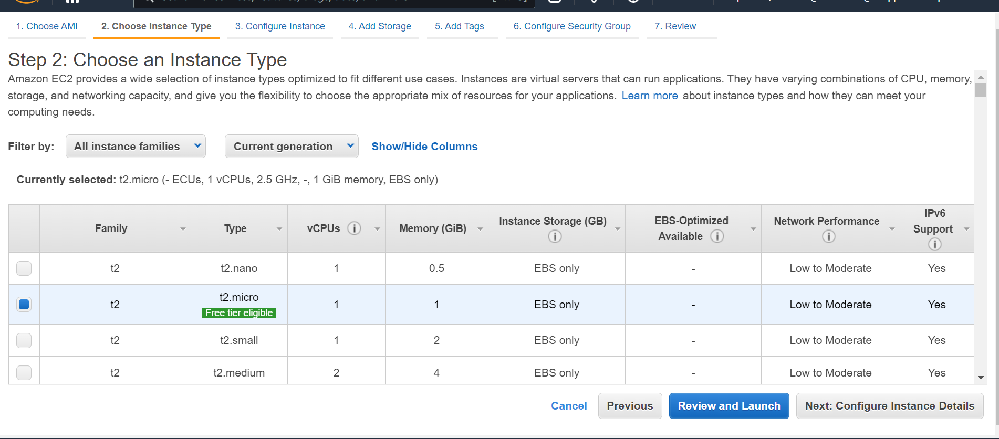 1. Choose AMI 2. Choose Instance Type 3. Configure Instance 4. Add Storage 5. Add Tags 6. Configure Security Group 7. Review
Step 2: Choose an Instance Type
Amazon EC2 provides a wide selection of instance types optimized to fit different use cases. Instances are virtual servers that can run applications. They have varying combinations of CPU, memory,
storage, and networking capacity, and give you the flexibility to choose the appropriate mix of resources for your applications. Learn more about instance types and how they can meet your
computing needs.
Filter by: All instance families Current generation Show/Hide Columns
Currently selected: t2.micro (- ECUs, 1 vCPUs, 2.5 GHz, -, 1 GiB memory, EBS only)
Family Type vCPUs Memory (GiB) Instance Storage (GB) EBS-Optimized Available Network Performance IPv6 Support
t2 t2.nano 1 0.5 EBS only - Low to Moderate Yes
t2 t2.micro Free tier eligible 1 1 EBS only - Low to Moderate Yes
t2 t2.small 1 2 EBS only - Low to Moderate Yes
t2 t2.medium 2 4 EBS only - Low to Moderate Yes
Cancel Previous Review and Launch Next: Configure Instance Details